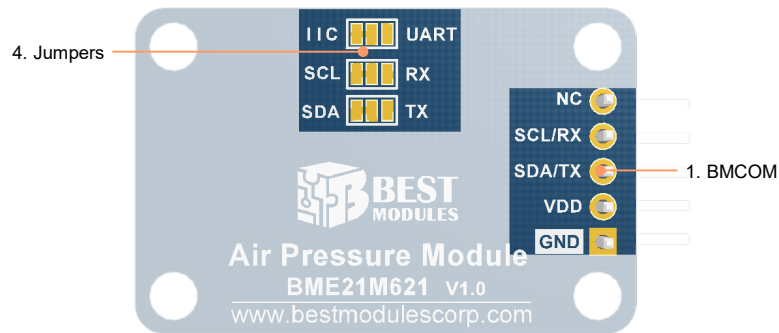 IIC UART
4. Jumpers
SCL RX
SDA TX
NC
SCL/RX
SDA/TX
1. BMCOM
VDD
GND
BEST
MODULES
Air Pressure Module
BME21M621 V1.0
www.bestmodulescorp.com